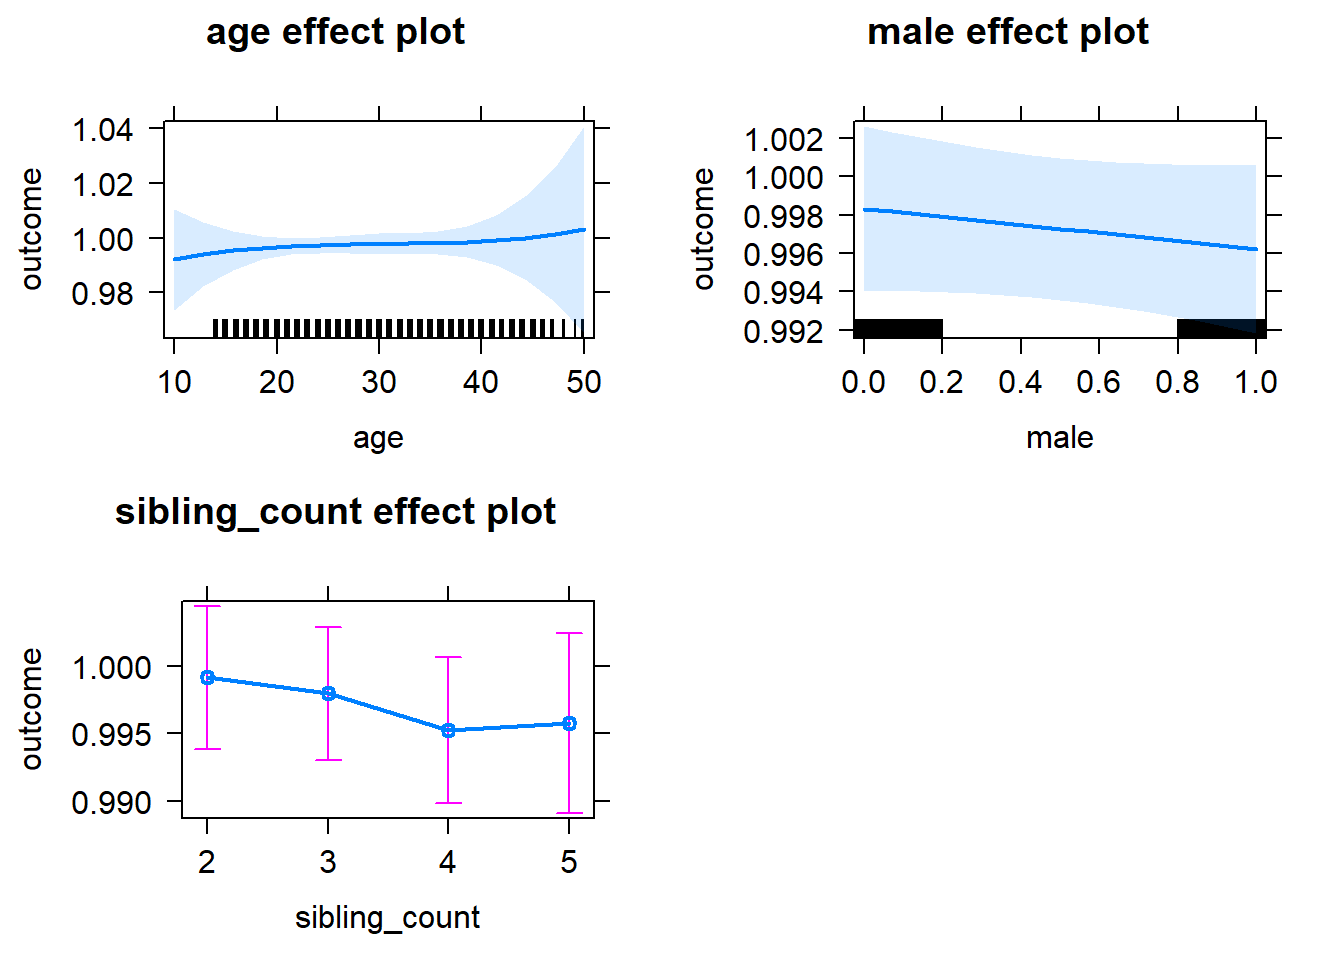 age effect plot
outcome
1.04
1.02
1.00
0.98
10 20 30 40 50
age
male effect plot
outcome
1.002
1.000
0.998
0.996
0.994
0.992
0.0 0.2 0.4 0.6 0.8 1.0
male
sibling_count effect plot
outcome
1.000
0.995
0.990
2 3 4 5
sibling_count